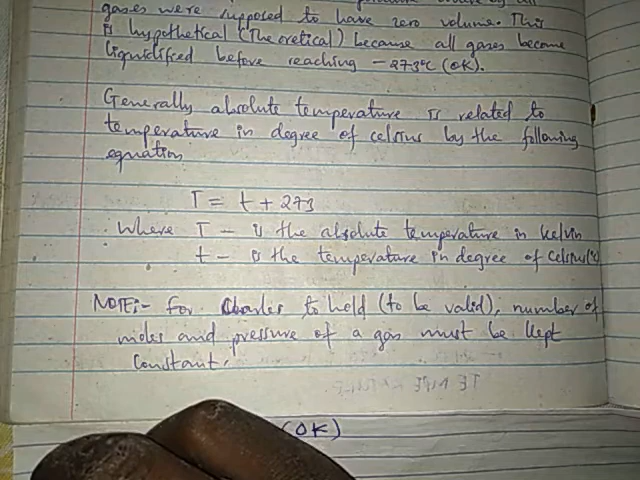 gases were supposed to have zero volume. This
is hypothetical (Theoretical) because all gases become
liquidified before reaching -273°C (0K).
Generally absolute temperature is related to
temperature in degree of celsius by the following
equation
T = t + 273
Where T - is the absolute temperature in kelvin
t - is the temperature in degree of Celsius(°C)
NOTE:- For Charles to held (to be valid), number of
moles and pressure of a gas must be kept
constant.
(0K)